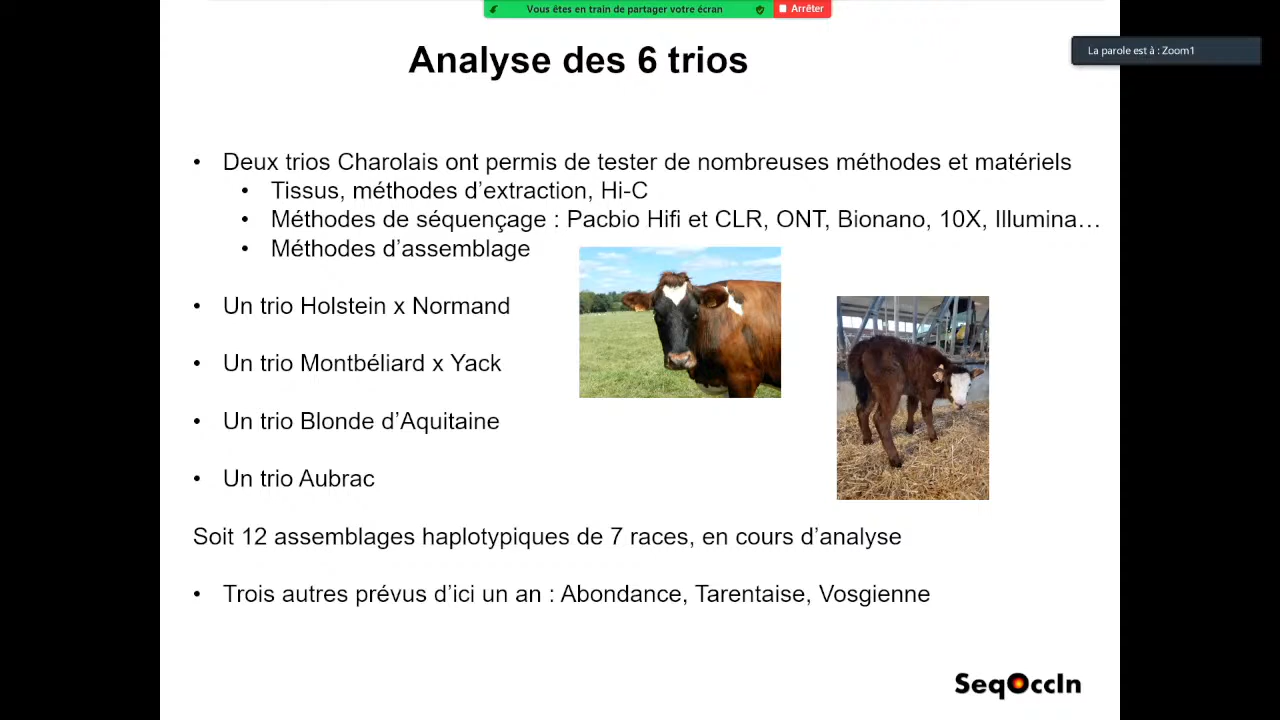 Vous êtes en train de partager votre écran
Arrêter
La parole est à : Zoom1
Analyse des 6 trios
• Deux trios Charolais ont permis de tester de nombreuses méthodes et matériels
• Tissus, méthodes d’extraction, Hi-C
• Méthodes de séquençage : Pacbio Hifi et CLR, ONT, Bionano, 10X, Illumina…
• Méthodes d’assemblage
• Un trio Holstein x Normand
• Un trio Montbéliard x Yack
• Un trio Blonde d’Aquitaine
• Un trio Aubrac
Soit 12 assemblages haplotypiques de 7 races, en cours d’analyse
• Trois autres prévus d’ici un an : Abondance, Tarentaise, Vosgienne
SeqOccIn